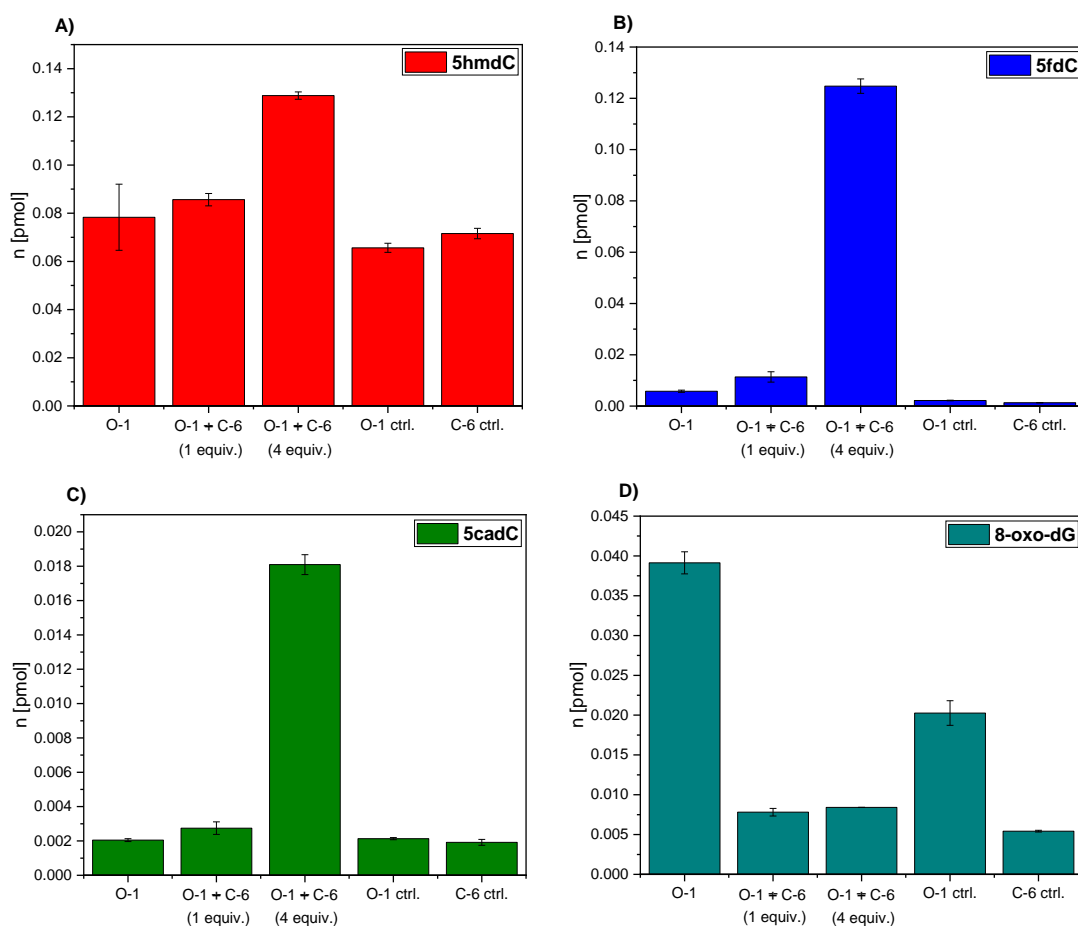 A)
5hmdC
n [pmol]
0.14
0.12
0.10
0.08
0.06
0.04
0.02
0.00
O-1
O-1 + C-6
(1 equiv.)
O-1 + C-6
(4 equiv.)
O-1 ctrl.
C-6 ctrl.
B)
5fdC
n [pmol]
0.14
0.12
0.10
0.08
0.06
0.04
0.02
0.00
O-1
O-1 + C-6
(1 equiv.)
O-1 + C-6
(4 equiv.)
O-1 ctrl.
C-6 ctrl.
C)
5cadC
n [pmol]
0.020
0.018
0.016
0.014
0.012
0.010
0.008
0.006
0.004
0.002
0.000
O-1
O-1 + C-6
(1 equiv.)
O-1 + C-6
(4 equiv.)
O-1 ctrl.
C-6 ctrl.
D)
8-oxo-dG
n [pmol]
0.045
0.040
0.035
0.030
0.025
0.020
0.015
0.010
0.005
0.000
O-1
O-1 + C-6
(1 equiv.)
O-1 + C-6
(4 equiv.)
O-1 ctrl.
C-6 ctrl.